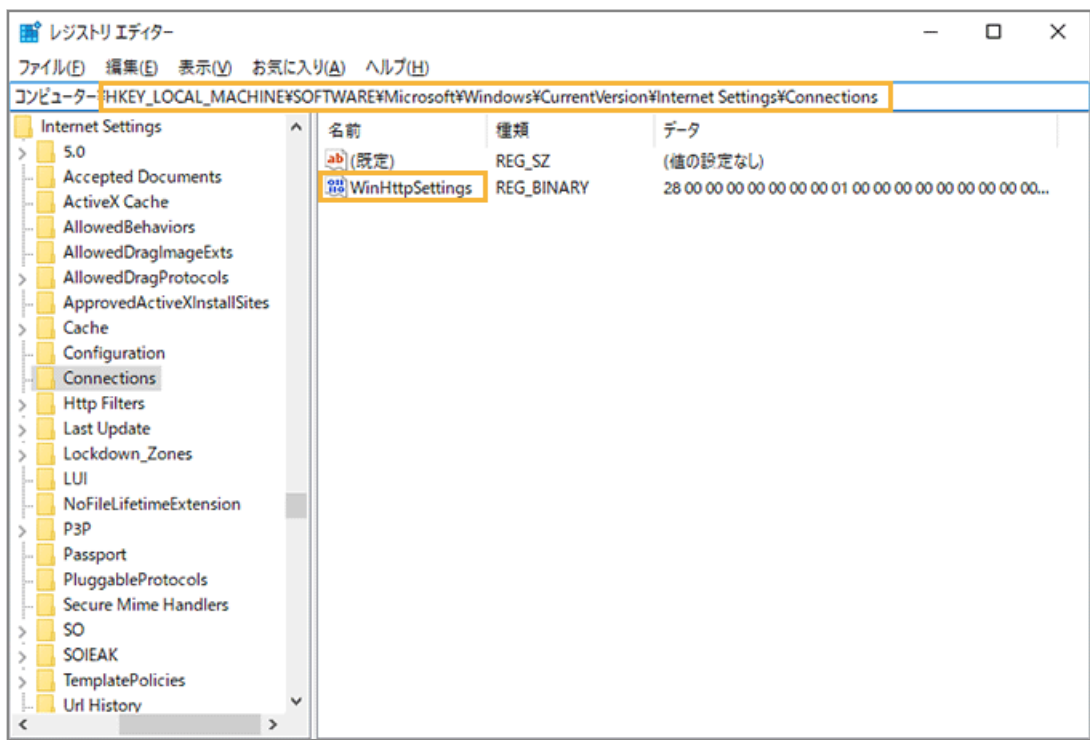 レジストリ エディター
ファイル(F) 編集(E) 表示(V) お気に入り(A) ヘルプ(H)
コンピューター¥HKEY_LOCAL_MACHINE¥SOFTWARE¥Microsoft¥Windows¥CurrentVersion¥Internet Settings¥Connections
Internet Settings
5.0
Accepted Documents
ActiveX Cache
AllowedBehaviors
AllowedDragImageExts
AllowedDragProtocols
ApprovedActiveXInstallSites
Cache
Configuration
Connections
Http Filters
Last Update
Lockdown_Zones
LUI
NoFileLifetimeExtension
P3P
Passport
PluggableProtocols
Secure Mime Handlers
SO
SOIEAK
TemplatePolicies
Url History
名前 種類 データ
ab (既定) REG_SZ (値の設定なし)
WinHttpSettings REG_BINARY 28 00 00 00 00 00 00 00 01 00 00 00 00 00 00 00 00 00...